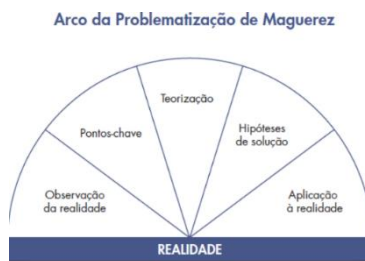 Arco da Problematização de Maguerez
Observação
da realidade
Pontos-chave
Teorização
Hipóteses
de solução
Aplicação
à realidade
REALIDADE